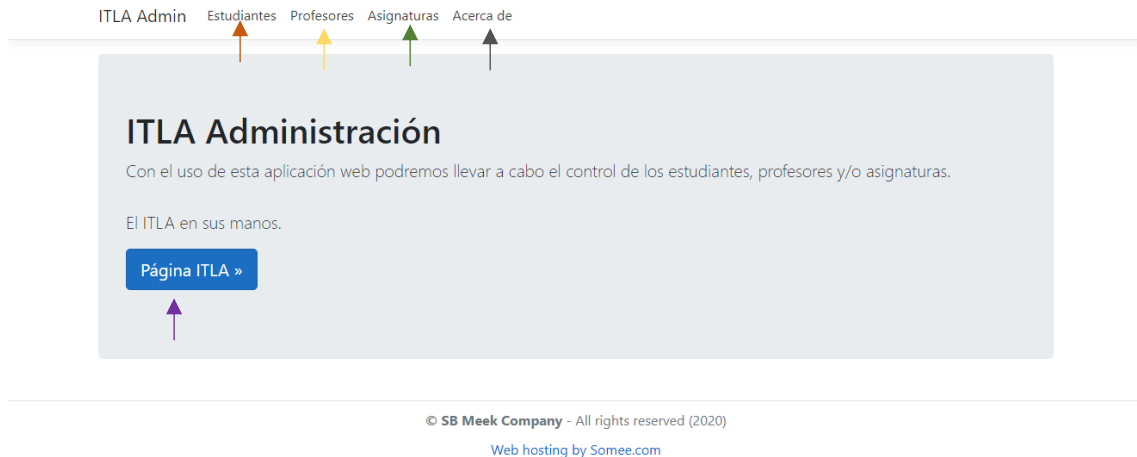 ITLA Admin Estudiantes Profesores Asignaturas Acerca de
ITLA Administración
Con el uso de esta aplicación web podremos llevar a cabo el control de los estudiantes, profesores y/o asignaturas.
El ITLA en sus manos.
Página ITLA »
© SB Meek Company - All rights reserved (2020)
Web hosting by Somee.com